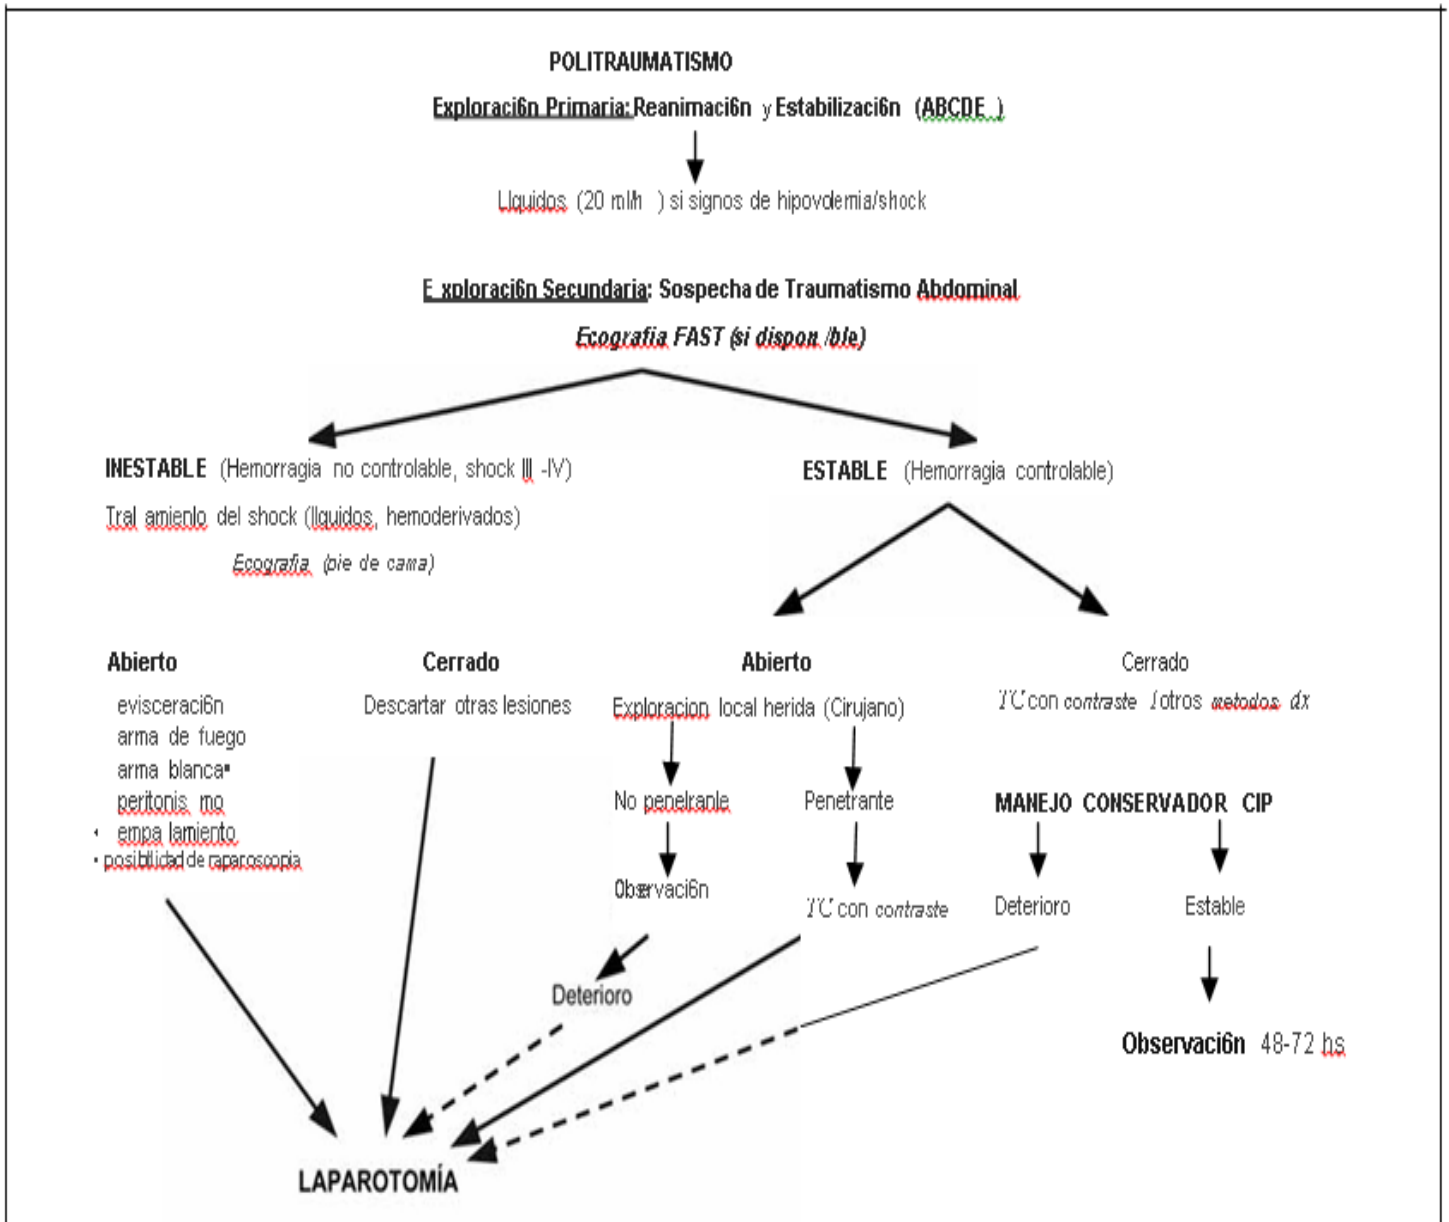 POLITRAUMATISMO
Exploraci6n Primaria: Reanimaci6n y Estabilizaci6n (ABCDE )
Llquidos (20 ml/h ) si signos de hipovolemia/shock
E xploraci6n Secundaria: Sospecha de Traumatismo Abdominal
Ecografia FAST (si dispon /ble)
INESTABLE (Hemorragia no controlable, shock III -IV)
Tral amienlo del shock (llquidos, hemoderivados)
Ecografia (pie de cama)
ESTABLE (Hemorragia controlable)
Abierto
evisceraci6n
arma de fuego
arma blanca*
peritonis mo
• empa lamiento
• posibilidad de raparoscopia
Cerrado
Descartar otras lesiones
Abierto
Exploracion local herida (Cirujano)
No penelranle
Observaci6n
Deterioro
Penetrante
TC con contraste
Cerrado
TC con contraste /otros metodos dx
MANEJO CONSERVADOR CIP
Deterioro
Estable
Observaci6n 48-72 hs
LAPAROTOMÍA